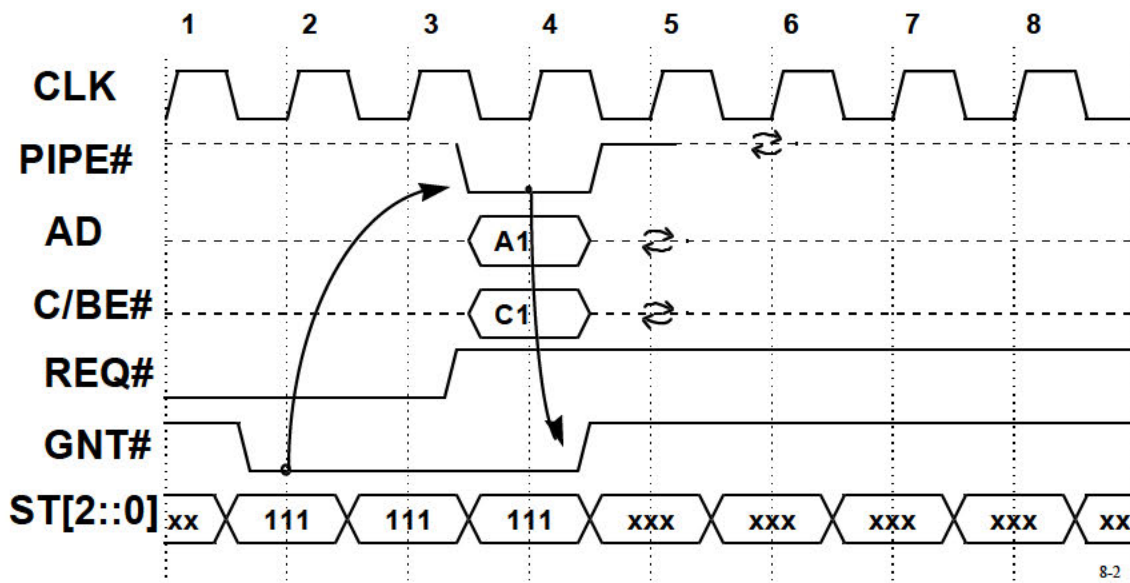 1 2 3 4 5 6 7 8
CLK
PIPE#
AD A1
C/BE# C1
REQ#
GNT#
ST[2::0] xx 111 111 111 xxx xxx xxx xxx xx
8-2